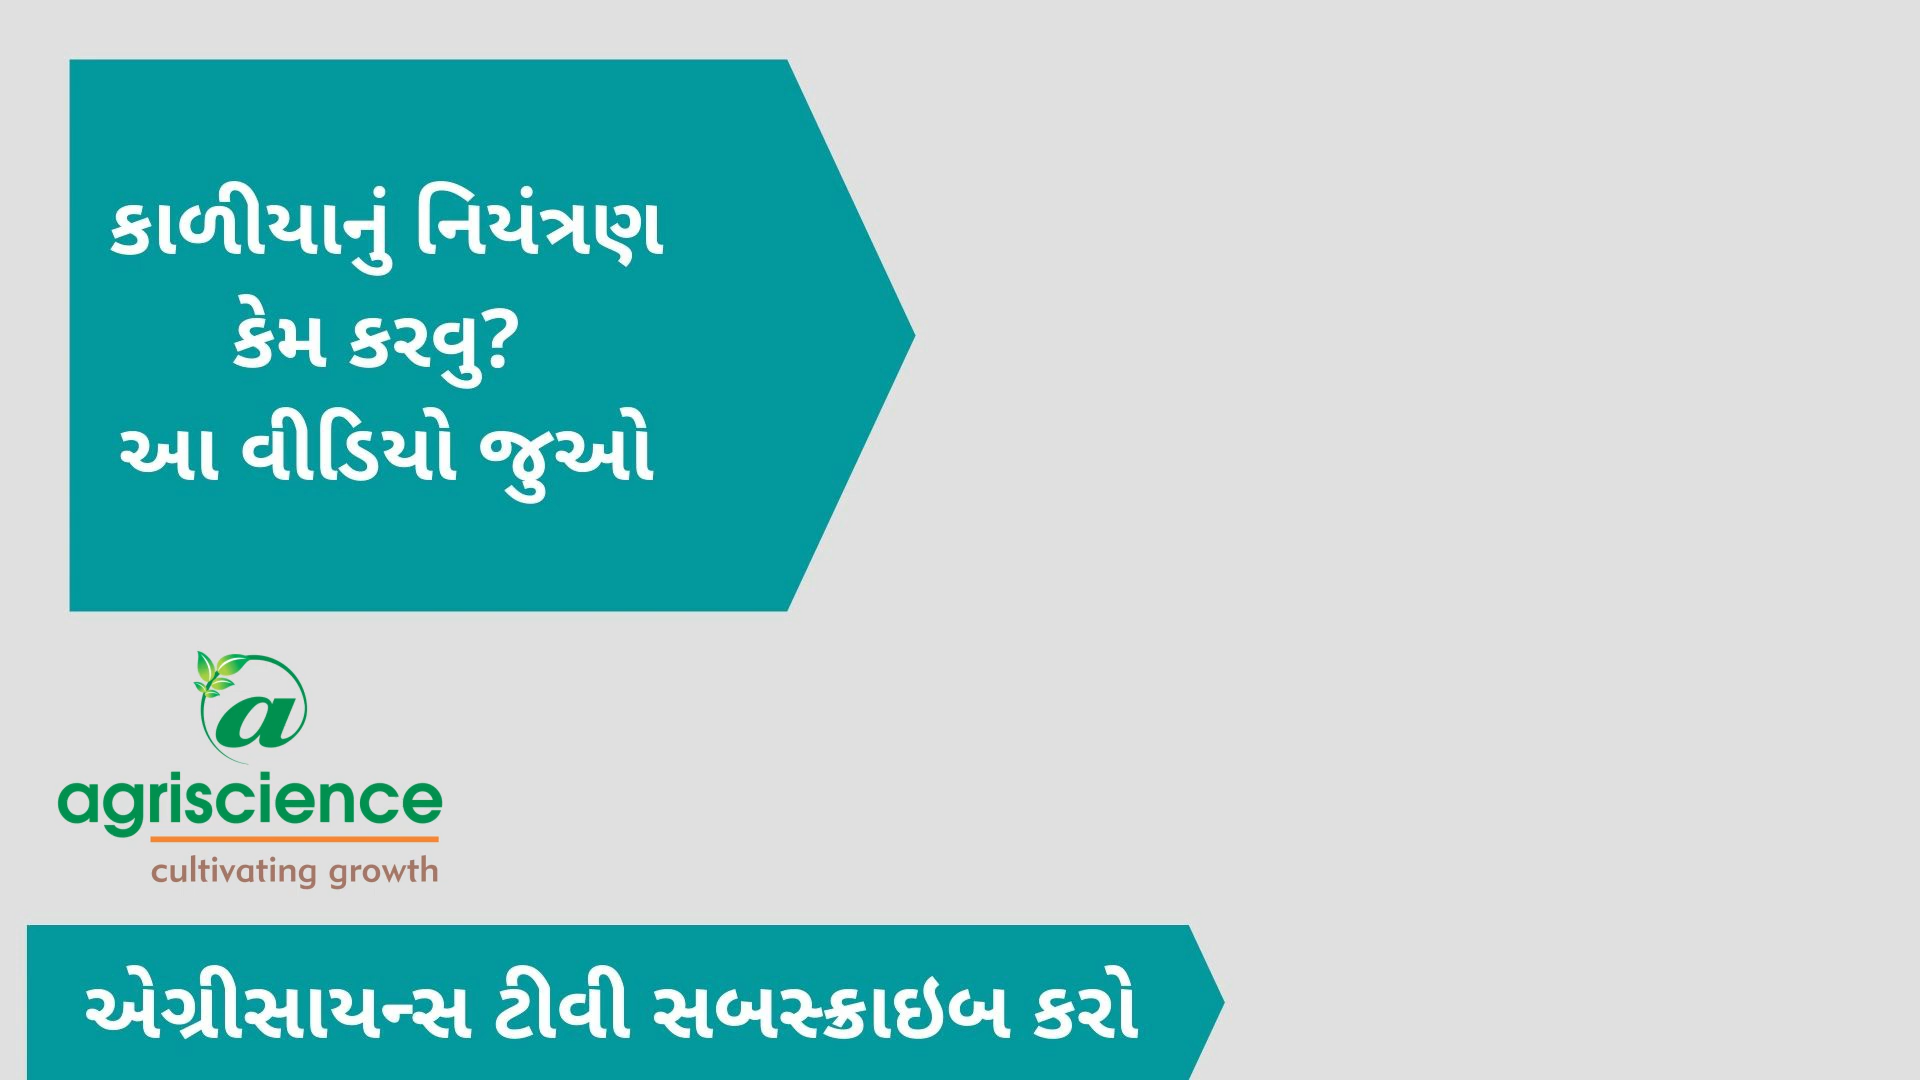 કાળીયાનું નિયંત્રણ
કેમ કરવુ?
આ વીડિયો જુઓ
a
agriscience
cultivating growth
એગ્રીસાયન્સ ટીવી સબસ્ક્રાઇબ કરો